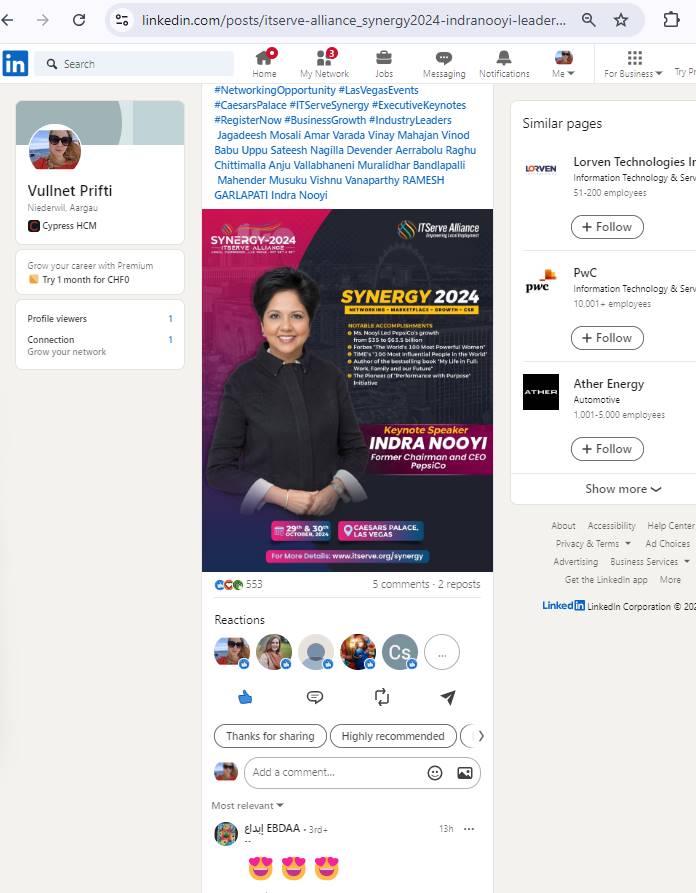 linkedin.com/posts/itserve-alliance_synergy2024-indranooyi-leader...
in
Search
Home
3
My Network
Jobs
Messaging
Notifications
Me
For Business
Try Pr
Vullnet Prifti
Niederwil, Aargau
Cypress HCM
Grow your career with Premium
Try 1 month for CHF0
Profile viewers 1
Connection 1
Grow your network
#NetworkingOpportunity #LasVegasEvents
#CaesarsPalace #ITServeSynergy #ExecutiveKeynotes
#RegisterNow #BusinessGrowth #IndustryLeaders
Jagadeesh Mosali Amar Varada Vinay Mahajan Vinod
Babu Uppu Sateesh Nagilla Devender Aerrabolu Raghu
Chittimalla Anju Vallabhaneni Muralidhar Bandlapalli
Mahender Musuku Vishnu Vanaparthy RAMESH
GARLAPATI Indra Nooyi
SYNERGY-2024
ITSERVE ALLIANCE
ITServe Alliance
Empowering Local Employment
SYNERGY 2024
NETWORKING • MARKETPLACE • GROWTH • CSR
NOTABLE ACCOMPLISHMENTS
Ms. Nooyi Led PepsiCo's growth
from $35 to $63.5 billion
Forbes "The World's 100 Most Powerful Women"
TIME's "100 Most Influential People in the World"
Author of the bestselling book "My Life in Full:
Work, Family and our Future"
The Pioneer of "Performance with Purpose"
Initiative
Keynote Speaker
INDRA NOOYI
Former Chairman and CEO
PepsiCo
29th & 30th
OCTOBER, 2024
CAESARS PALACE,
LAS VEGAS
For More Details: www.itserve.org/synergy
553
5 comments · 2 reposts
Reactions
Cs
...
Thanks for sharing
Highly recommended
Add a comment...
Most relevant
إبداع EBDAA • 3rd+
13h
--
😍 😍 😍
Similar pages
LORVEN
Lorven Technologies In
Information Technology & Serv
51-200 employees
+ Follow
pwc
PwC
Information Technology & Serv
10,001+ employees
+ Follow
ATHER
Ather Energy
Automotive
1,001-5,000 employees
+ Follow
Show more
About Accessibility Help Center
Privacy & Terms Ad Choices
Advertising Business Services
Get the LinkedIn app More
LinkedIn LinkedIn Corporation © 202